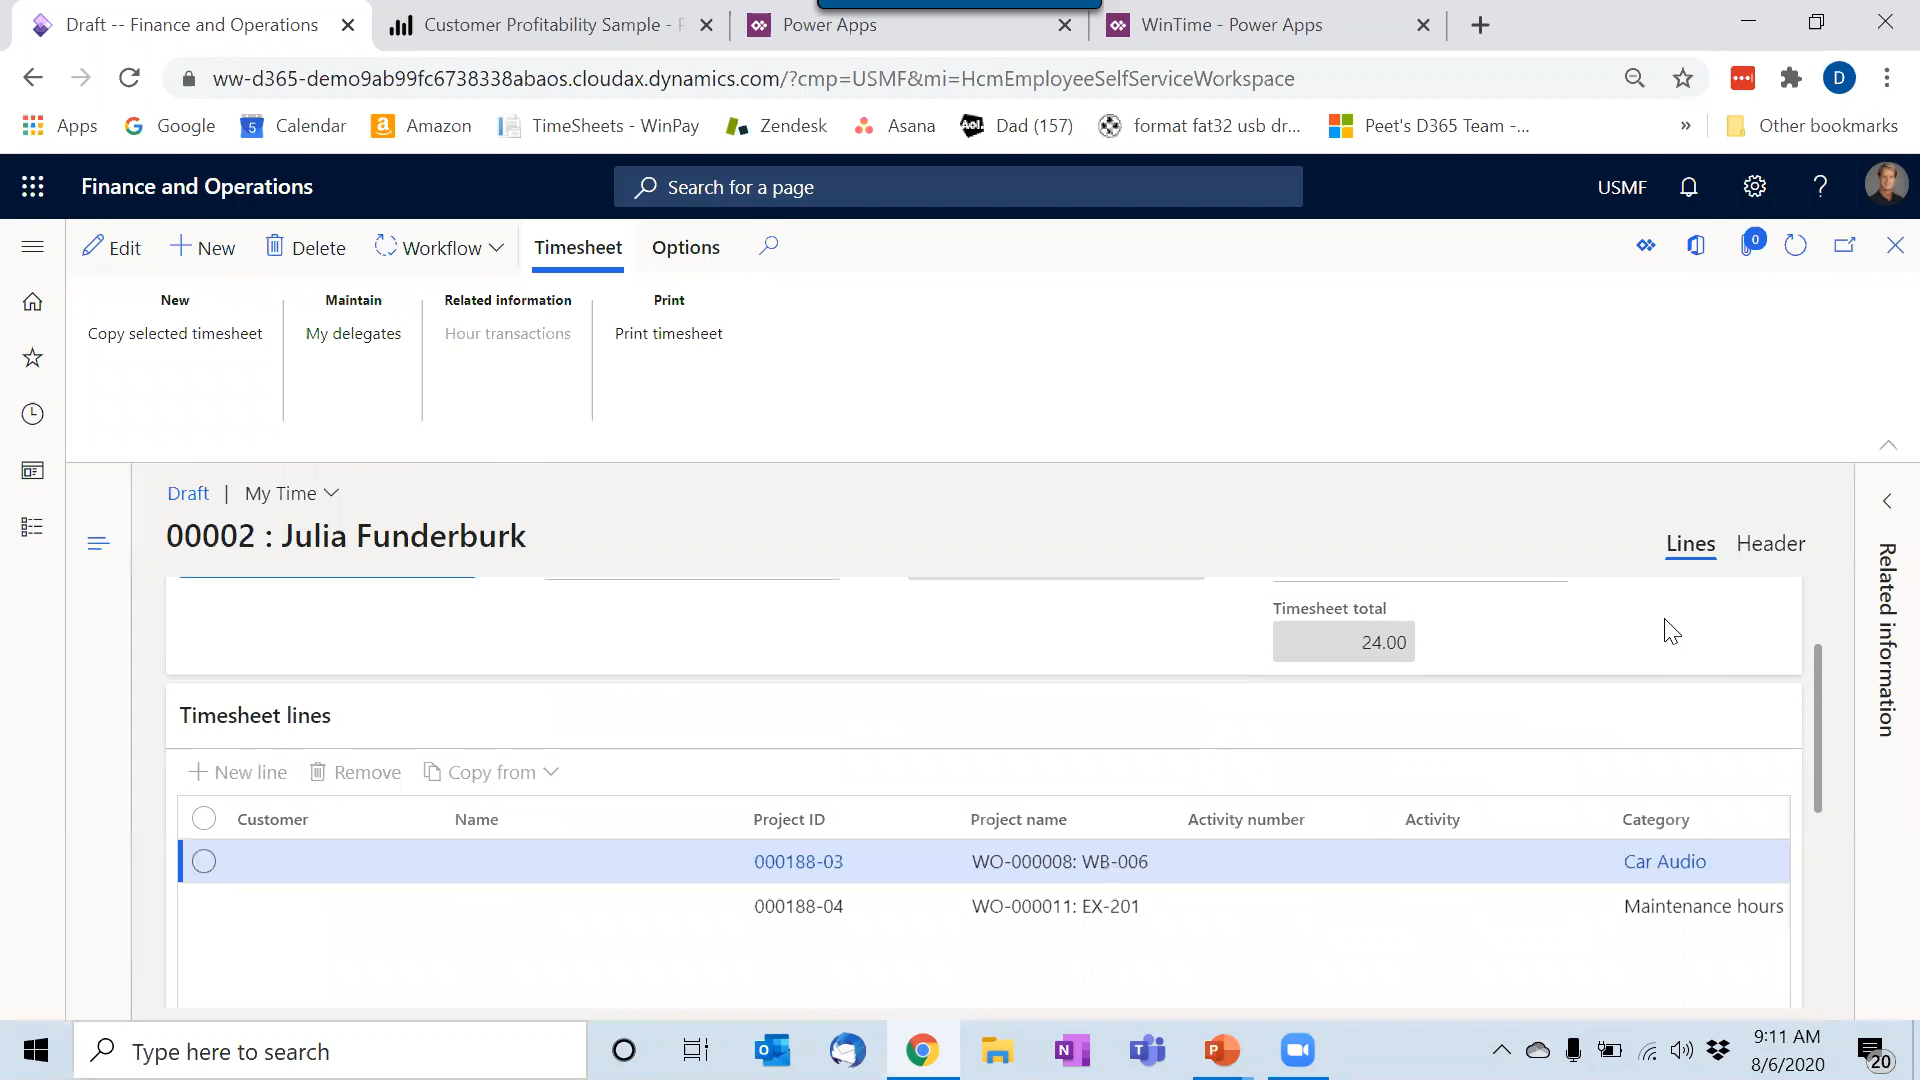 Draft -- Finance and Operations
Customer Profitability Sample - P
Power Apps
WinTime - Power Apps
ww-d365-demo9ab99fc6738338abaos.cloudax.dynamics.com/?cmp=USMF&mi=HcmEmployeeSelfServiceWorkspace
D
Apps
Google
5
Calendar
Amazon
TimeSheets - WinPay
Zendesk
Asana
Aol.
Dad (157)
format fat32 usb dr...
Peet's D365 Team -...
»
Other bookmarks
Finance and Operations
Search for a page
USMF
?
Edit
New
Delete
Workflow
Timesheet
Options
0
New
Copy selected timesheet
Maintain
My delegates
Related information
Hour transactions
Print
Print timesheet
Draft | My Time
00002 : Julia Funderburk
Lines
Header
Related information
Timesheet total
24.00
Timesheet lines
New line
Remove
Copy from
Customer Name Project ID Project name Activity number Activity Category
000188-03 WO-000008: WB-006 Car Audio
000188-04 WO-000011: EX-201 Maintenance hours
Type here to search
9:11 AM
8/6/2020
20